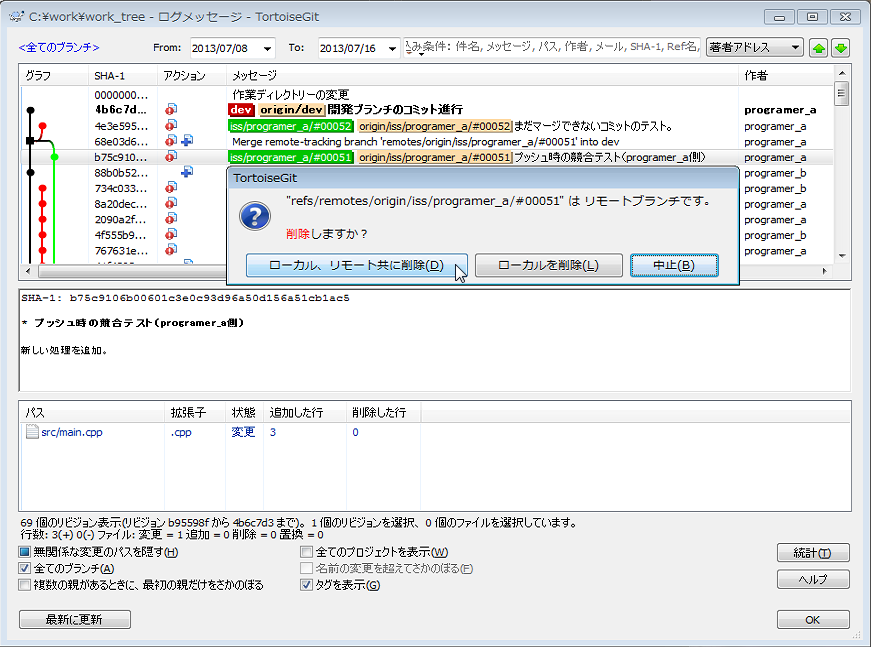 C:¥work¥work_tree - ログメッセージ - TortoiseGit
<全てのブランチ> From: 2013/07/08 To: 2013/07/16 条件: 件名, メッセージ, パス, 作者, メール, SHA-1, Ref名, 著者アドレス
グラフ SHA-1 アクション メッセージ 作者
0000000... 作業ディレクトリーの変更
4b6c7d... dev origin/dev 開発ブランチのコミット進行 programer_a
4e3e595... iss/programer_a/#00052 origin/iss/programer_a/#00052 まだマージできないコミットのテスト。 programer_a
68e03d6... Merge remote-tracking branch 'remotes/origin/iss/programer_a/#00051' into dev programer_a
b75c910... iss/programer_a/#00051 origin/iss/programer_a/#00051 プッシュ時の競合テスト(programer_a側) programer_a
88b0b52... programer_b
734c033... programer_b
8a20dec... programer_a
2090a2f... programer_a
4f555b9... programer_b
767631e... programer_a
TortoiseGit
"refs/remotes/origin/iss/programer_a/#00051" は リモートブランチです。
削除しますか？
ローカル、リモート共に削除(D) ローカルを削除(L) 中止(B)
SHA-1: b75c9106b00601c3e0c93d96a50d156a51cb1ac5
* プッシュ時の競合テスト(programer_a側)
新しい処理を追加。
パス 拡張子 状態 追加した行 削除した行
src/main.cpp .cpp 変更 3 0
69 個のリビジョン表示(リビジョン b95598f から 4b6c7d3 まで)。1 個のリビジョンを選択、0 個のファイルを選択しています。
行数: 3(+) 0(-) ファイル: 変更 = 1 追加 = 0 削除 = 0 置換 = 0
無関係な変更のパスを隠す(H) 全てのプロジェクトを表示(W) 統計(T)
全てのブランチ(A) 名前の変更を超えてさかのぼる(F)
複数の親があるときに、最初の親だけをさかのぼる タグを表示(G) ヘルプ
最新に更新 OK